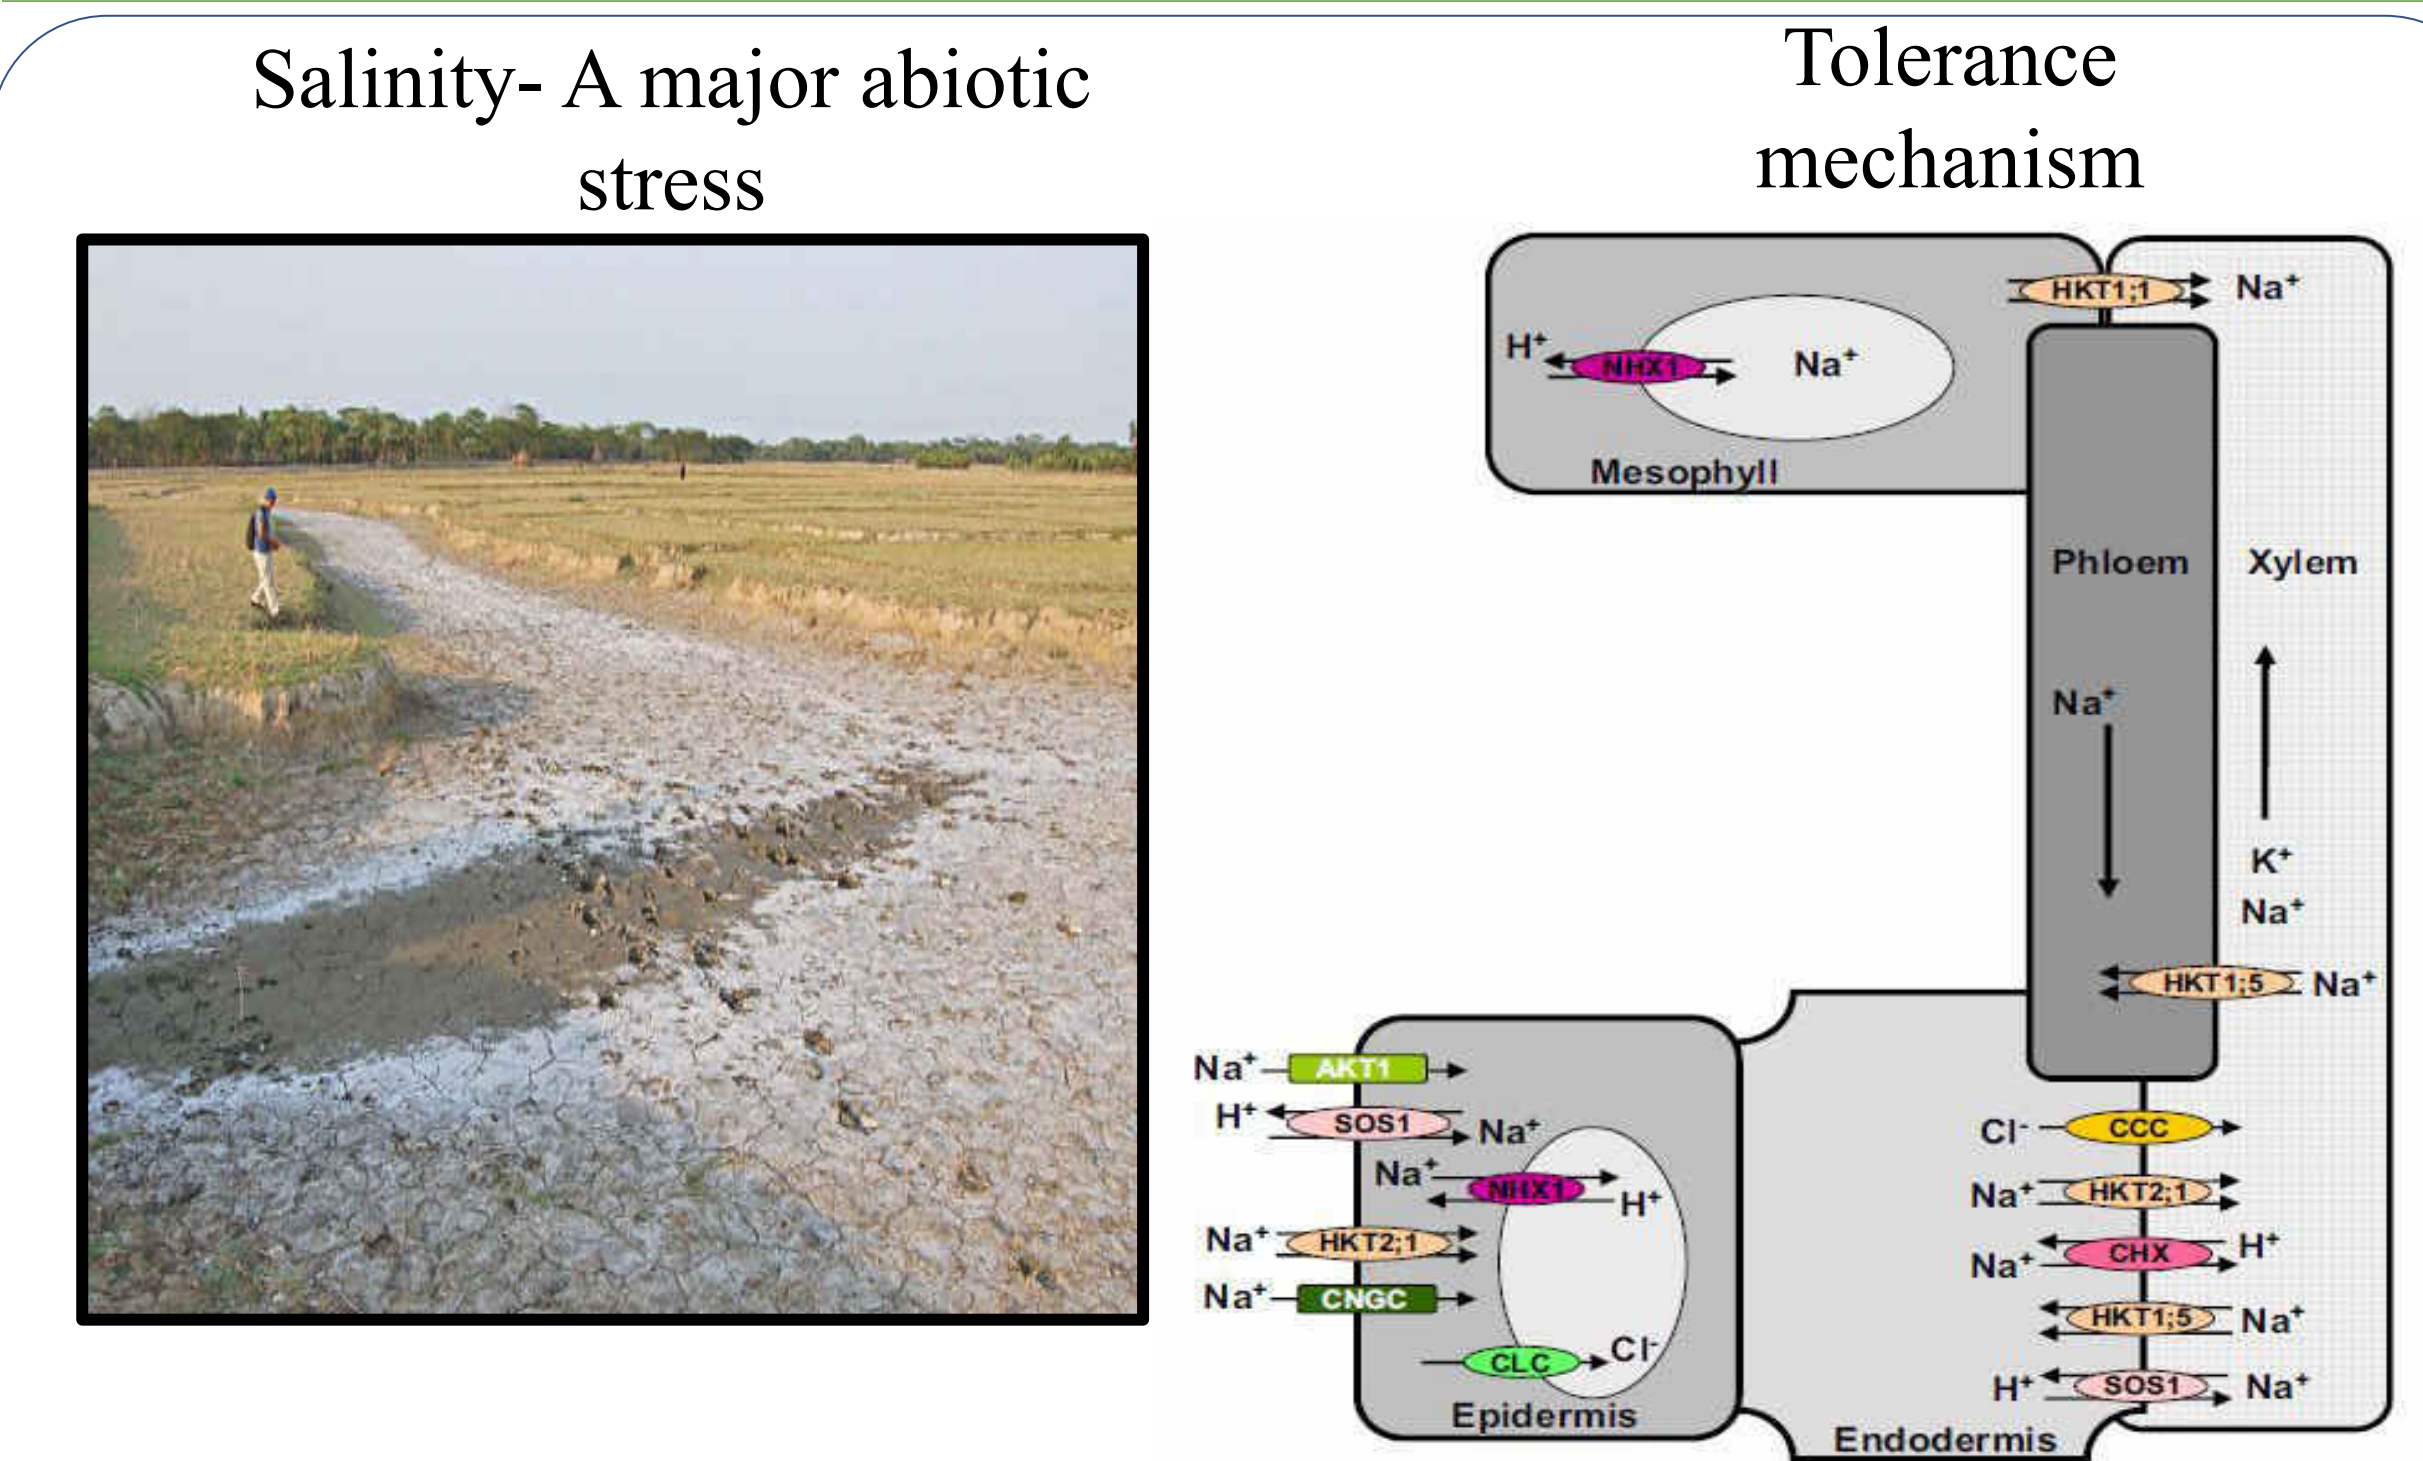 Salinity- A major abiotic
stress
Tolerance
mechanism
HKT1;1
Na⁺
H⁺
NHX1
Na⁺
Mesophyll
Phloem
Xylem
Na⁺
K⁺
Na⁺
HKT1;5
Na⁺
Na⁺
AKT1
H⁺
SOS1
Na⁺
Na⁺
NHX1
H⁺
Na⁺
HKT2;1
Na⁺
CNGC
CLC
Cl⁻
Epidermis
Cl⁻
CCC
Na⁺
HKT2;1
Na⁺
CHX
H⁺
HKT1;5
Na⁺
H⁺
SOS1
Na⁺
Endodermis